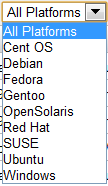 All Platforms
All Platforms
Cent OS
Debian
Fedora
Gentoo
OpenSolaris
Red Hat
SUSE
Ubuntu
Windows